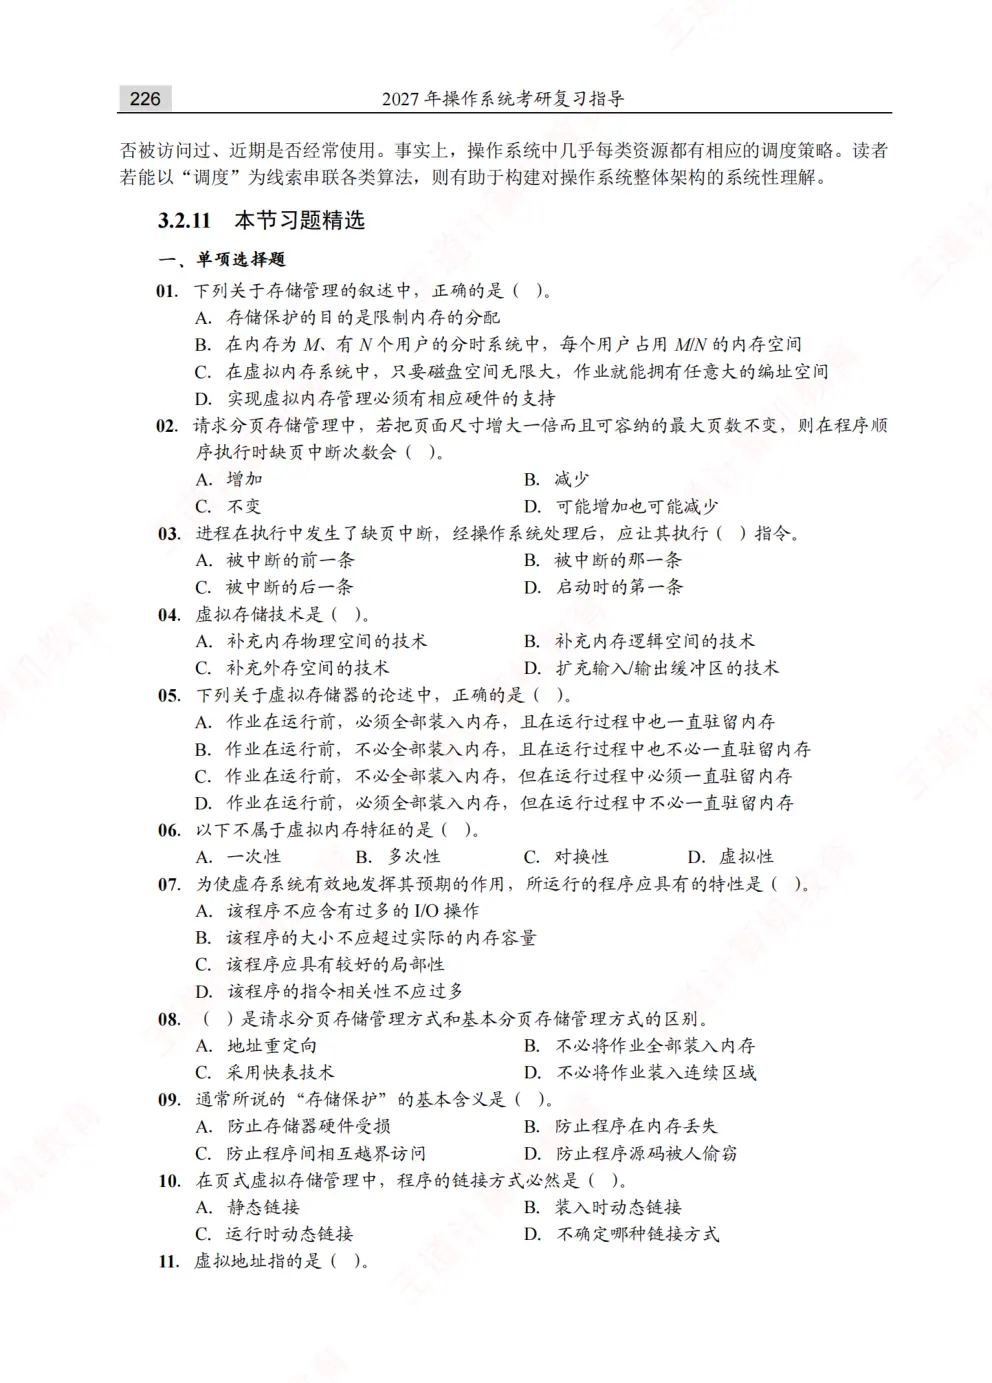 226
2027 年操作系统考研复习指导
否被访问过、近期是否经常使用。事实上，操作系统中几乎每类资源都有相应的调度策略。读者
若能以“调度”为线索串联各类算法，则有助于构建对操作系统整体架构的系统性理解。
3.2.11 本节习题精选
一、单项选择题
01. 下列关于存储管理的叙述中，正确的是（ ）。
A. 存储保护的目的是限制内存的分配
B. 在内存为 M、有 N 个用户的分时系统中，每个用户占用 M/N 的内存空间
C. 在虚拟内存系统中，只要磁盘空间无限大，作业就能拥有任意大的编址空间
D. 实现虚拟内存管理必须有相应硬件的支持
02. 请求分页存储管理中，若把页面尺寸增大一倍而且可容纳的最大页数不变，则在程序顺
序执行时缺页中断次数会（ ）。
A. 增加 B. 减少
C. 不变 D. 可能增加也可能减少
03. 进程在执行中发生了缺页中断，经操作系统处理后，应让其执行（ ）指令。
A. 被中断的前一条 B. 被中断的那一条
C. 被中断的后一条 D. 启动时的第一条
04. 虚拟存储技术是（ ）。
A. 补充内存物理空间的技术 B. 补充内存逻辑空间的技术
C. 补充外存空间的技术 D. 扩充输入/输出缓冲区的技术
05. 下列关于虚拟存储器的论述中，正确的是（ ）。
A. 作业在运行前，必须全部装入内存，且在运行过程中也一直驻留内存
B. 作业在运行前，不必全部装入内存，且在运行过程中也不必一直驻留内存
C. 作业在运行前，不必全部装入内存，但在运行过程中必须一直驻留内存
D. 作业在运行前，必须全部装入内存，但在运行过程中不必一直驻留内存
06. 以下不属于虚拟内存特征的是（ ）。
A. 一次性 B. 多次性 C. 对换性 D. 虚拟性
07. 为使虚存系统有效地发挥其预期的作用，所运行的程序应具有的特性是（ ）。
A. 该程序不应含有过多的 I/O 操作
B. 该程序的大小不应超过实际的内存容量
C. 该程序应具有较好的局部性
D. 该程序的指令相关性不应过多
08. （ ）是请求分页存储管理方式和基本分页存储管理方式的区别。
A. 地址重定向 B. 不必将作业全部装入内存
C. 采用快表技术 D. 不必将作业装入连续区域
09. 通常所说的“存储保护”的基本含义是（ ）。
A. 防止存储器硬件受损 B. 防止程序在内存丢失
C. 防止程序间相互越界访问 D. 防止程序源码被人偷窃
10. 在页式虚拟存储管理中，程序的链接方式必然是（ ）。
A. 静态链接 B. 装入时动态链接
C. 运行时动态链接 D. 不确定哪种链接方式
11. 虚拟地址指的是（ ）。